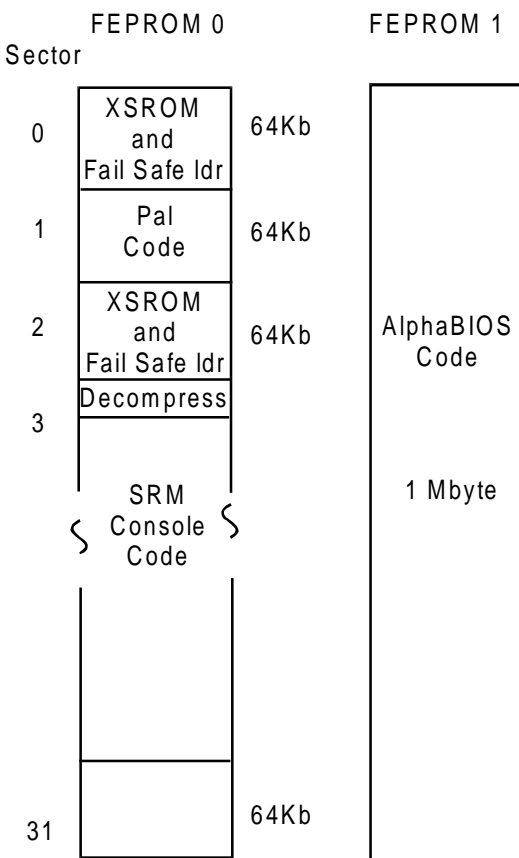 FEPROM 0
FEPROM 1
Sector
0
XSROM
and
Fail Safe ldr
64Kb
1
Pal
Code
64Kb
2
XSROM
and
Fail Safe ldr
64Kb
AlphaBIOS
Code
Decompress
3
SRM
Console
Code
1 Mbyte
31
64Kb